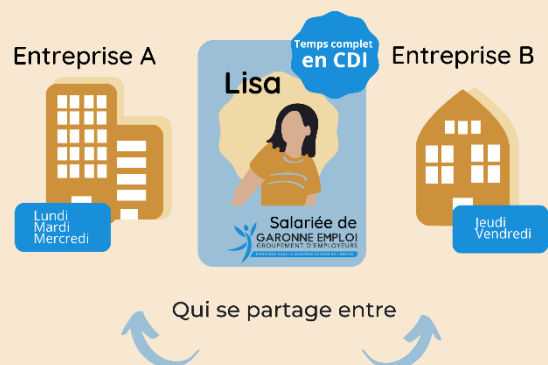 Entreprise A
Lundi
Mardi
Mercredi
Temps complet
en CDI
Lisa
Salariée de
GARONNE EMPLOI
GROUPEMENT D'EMPLOYEURS
Entreprise B
Jeudi
Vendredi
Qui se partage entre